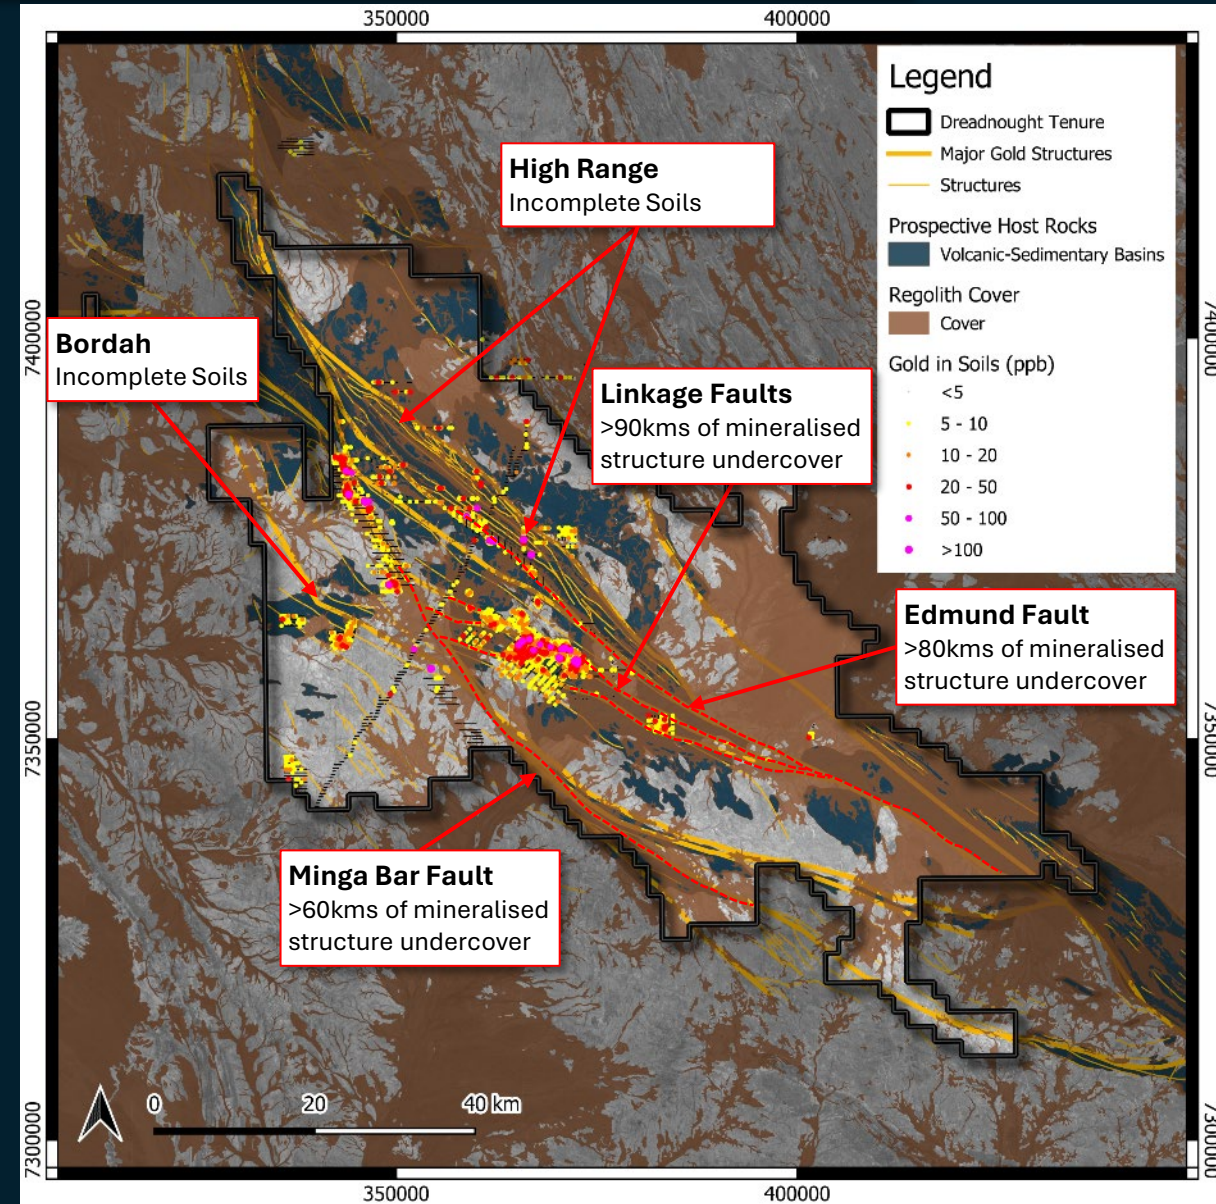 350000
400000
Legend
Dreadnought Tenure
Major Gold Structures
Structures
Prospective Host Rocks
Volcanic-Sedimentary Basins
Regolith Cover
Cover
Gold in Soils (ppb)
<5
5 - 10
10 - 20
20 - 50
50 - 100
>100
High Range
Incomplete Soils
7400000
7400000
Bordah
Incomplete Soils
Linkage Faults
>90kms of mineralised
structure undercover
Edmund Fault
>80kms of mineralised
structure undercover
7350000
7350000
Minga Bar Fault
>60kms of mineralised
structure undercover
0
20
40 km
7300000
7300000
350000
400000